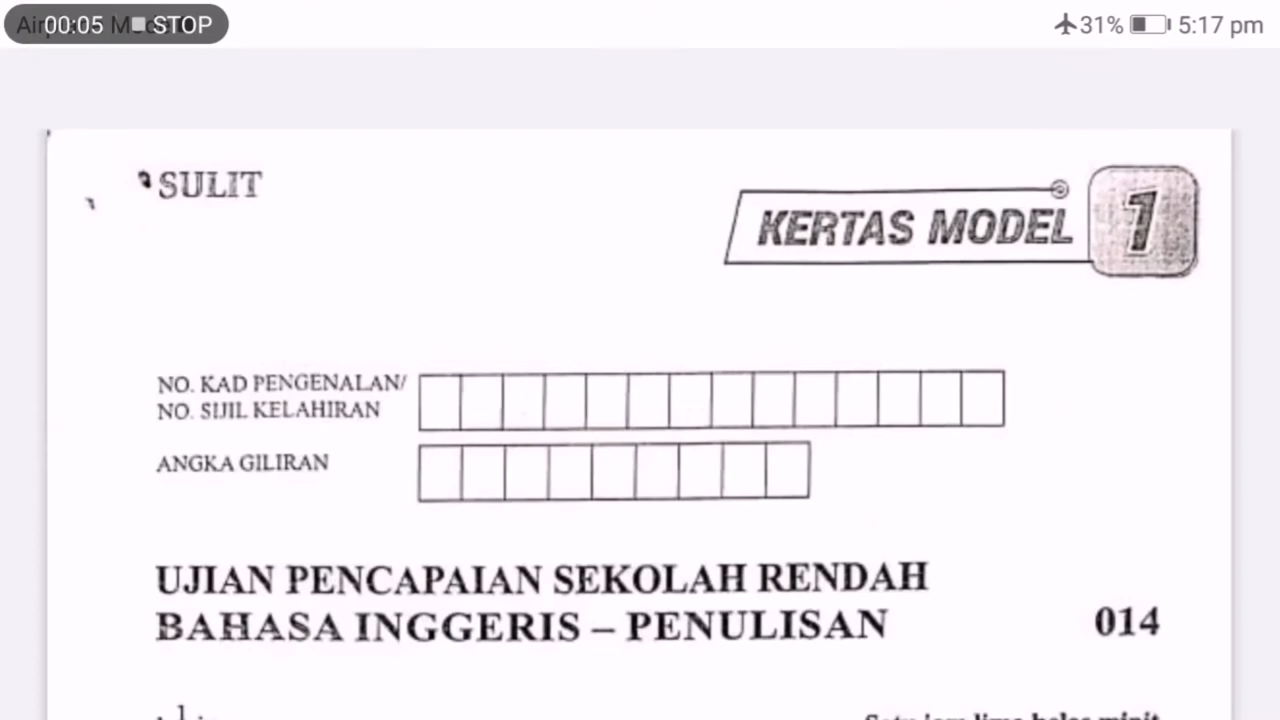 00:05 STOP
31% 5:17 pm
SULIT
KERTAS MODEL 1
NO. KAD PENGENALAN/
NO. SIJIL KELAHIRAN
ANGKA GILIRAN
UJIAN PENCAPAIAN SEKOLAH RENDAH
BAHASA INGGERIS – PENULISAN 014